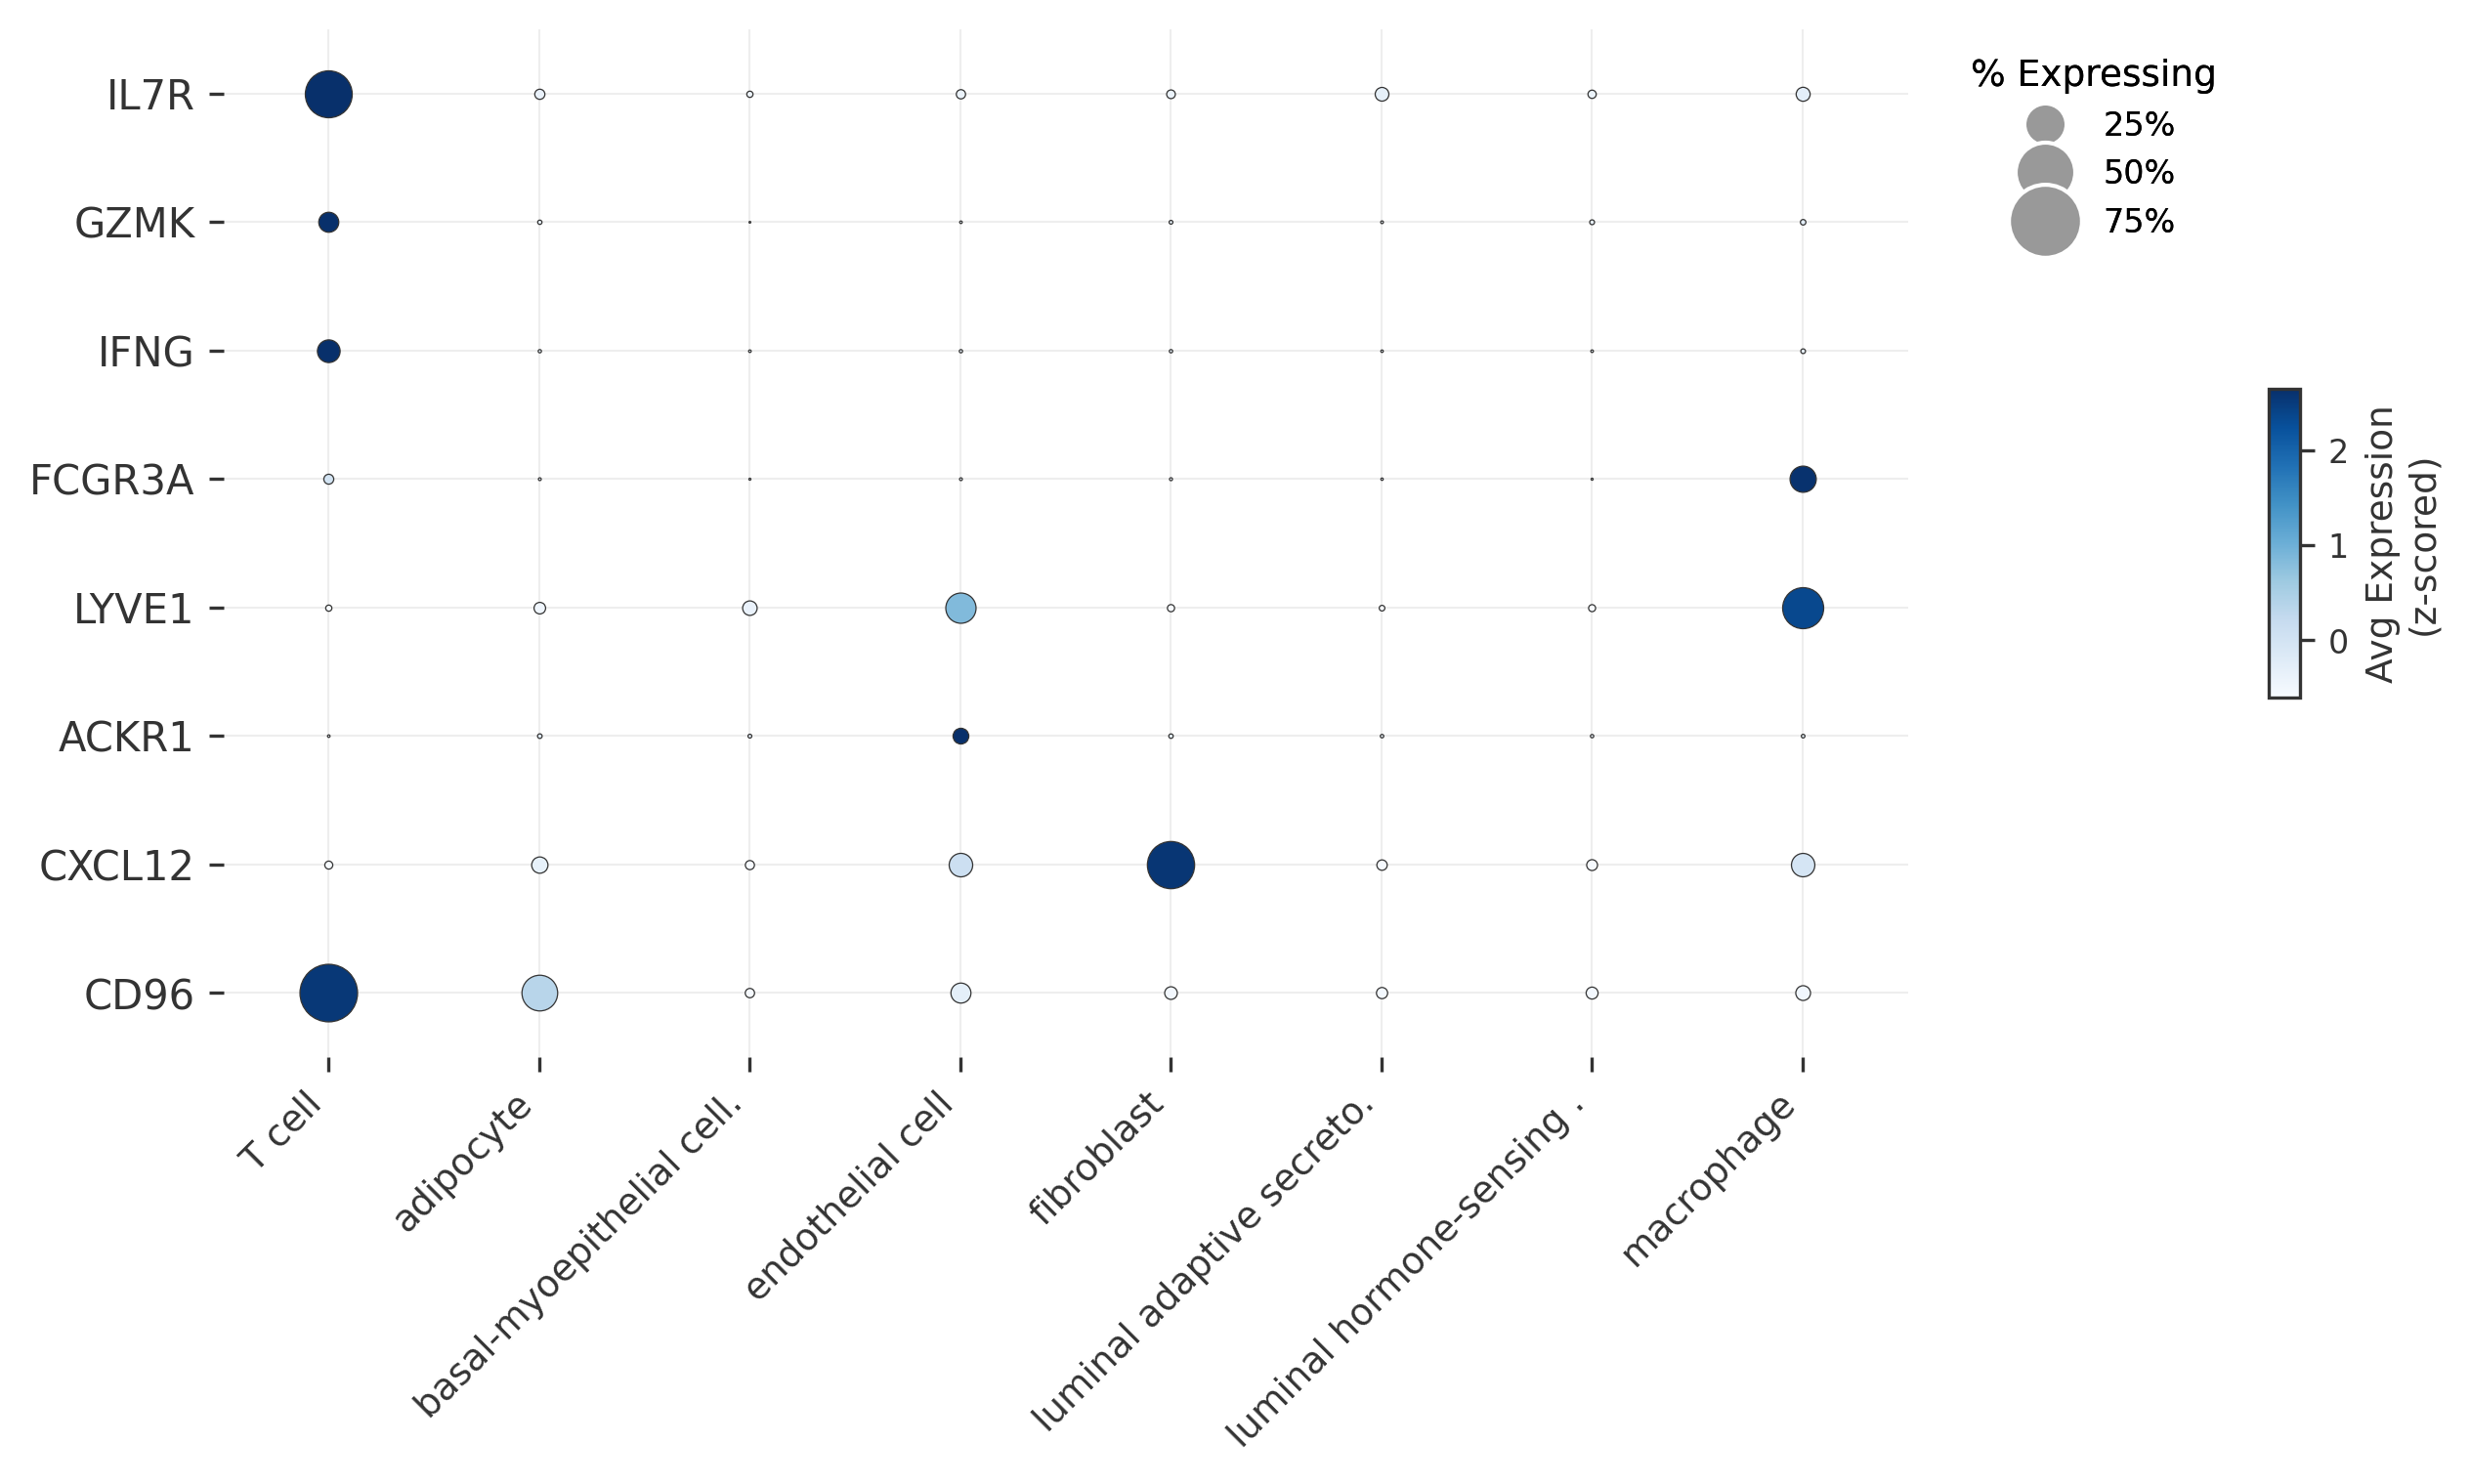 IL7R
GZMK
IFNG
FCGR3A
LYVE1
ACKR1
CXCL12
CD96
T cell
adipocyte
basal-myoepithelial cell.
endothelial cell
fibroblast
luminal adaptive secreto.
luminal hormone-sensing .
macrophage
% Expressing
25%
50%
75%
2
1
0
Avg Expression
(z-scored)